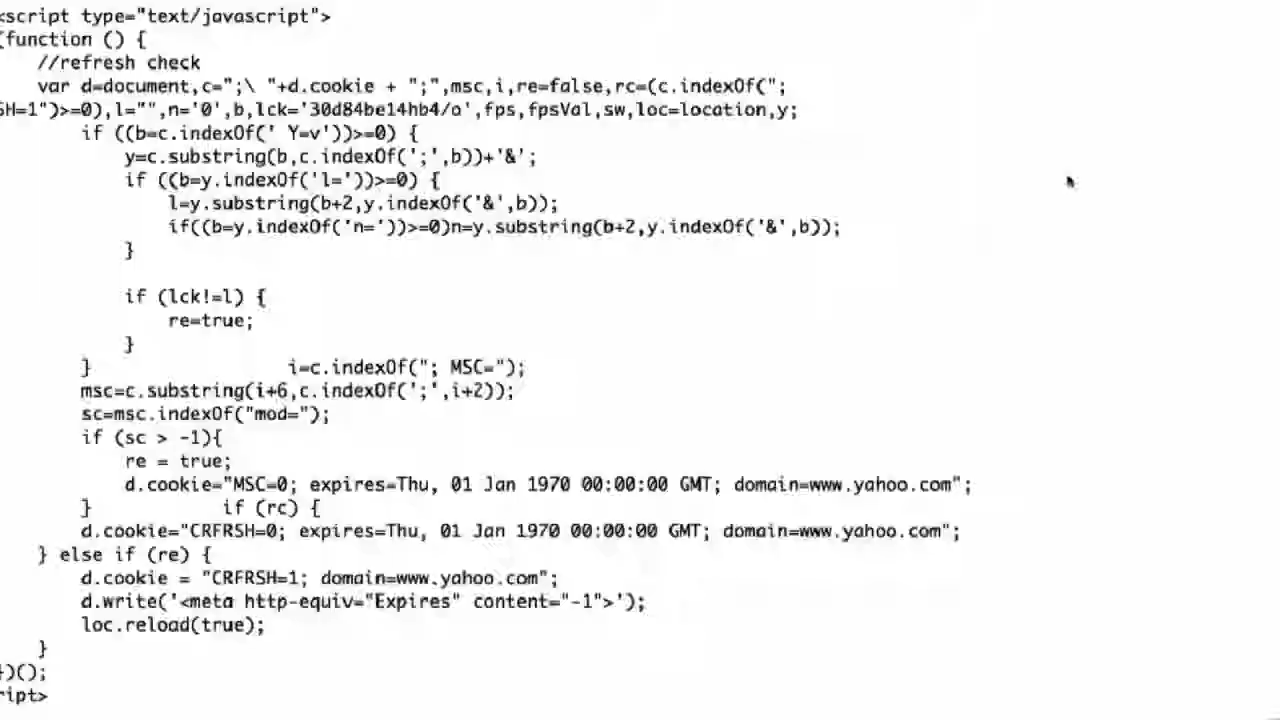 <script type="text/javascript">
(function () {
//refresh check
var d=document,c=";\ "+d.cookie + ";",msc,i,re=false,rc=(c.indexOf(";
SH=1")>=0),l="",n='0',b,lck='30d84be14hb4/o',fps,fpsVal,sw,loc=location,y;
if ((b=c.indexOf(' Y=v'))>=0) {
y=c.substring(b,c.indexOf(';',b))+'&';
if ((b=y.indexOf('l='))>=0) {
l=y.substring(b+2,y.indexOf('&',b));
if((b=y.indexOf('n='))>=0)n=y.substring(b+2,y.indexOf('&',b));
}
if (lck!=l) {
re=true;
}
} i=c.indexOf("; MSC=");
msc=c.substring(i+6,c.indexOf(';',i+2));
sc=msc.indexOf("mod=");
if (sc > -1){
re = true;
d.cookie="MSC=0; expires=Thu, 01 Jan 1970 00:00:00 GMT; domain=www.yahoo.com";
} if (rc) {
d.cookie="CRFRSH=0; expires=Thu, 01 Jan 1970 00:00:00 GMT; domain=www.yahoo.com";
} else if (re) {
d.cookie = "CRFRSH=1; domain=www.yahoo.com";
d.write('<meta http-equiv="Expires" content="-1">');
loc.reload(true);
}
})();
ript>